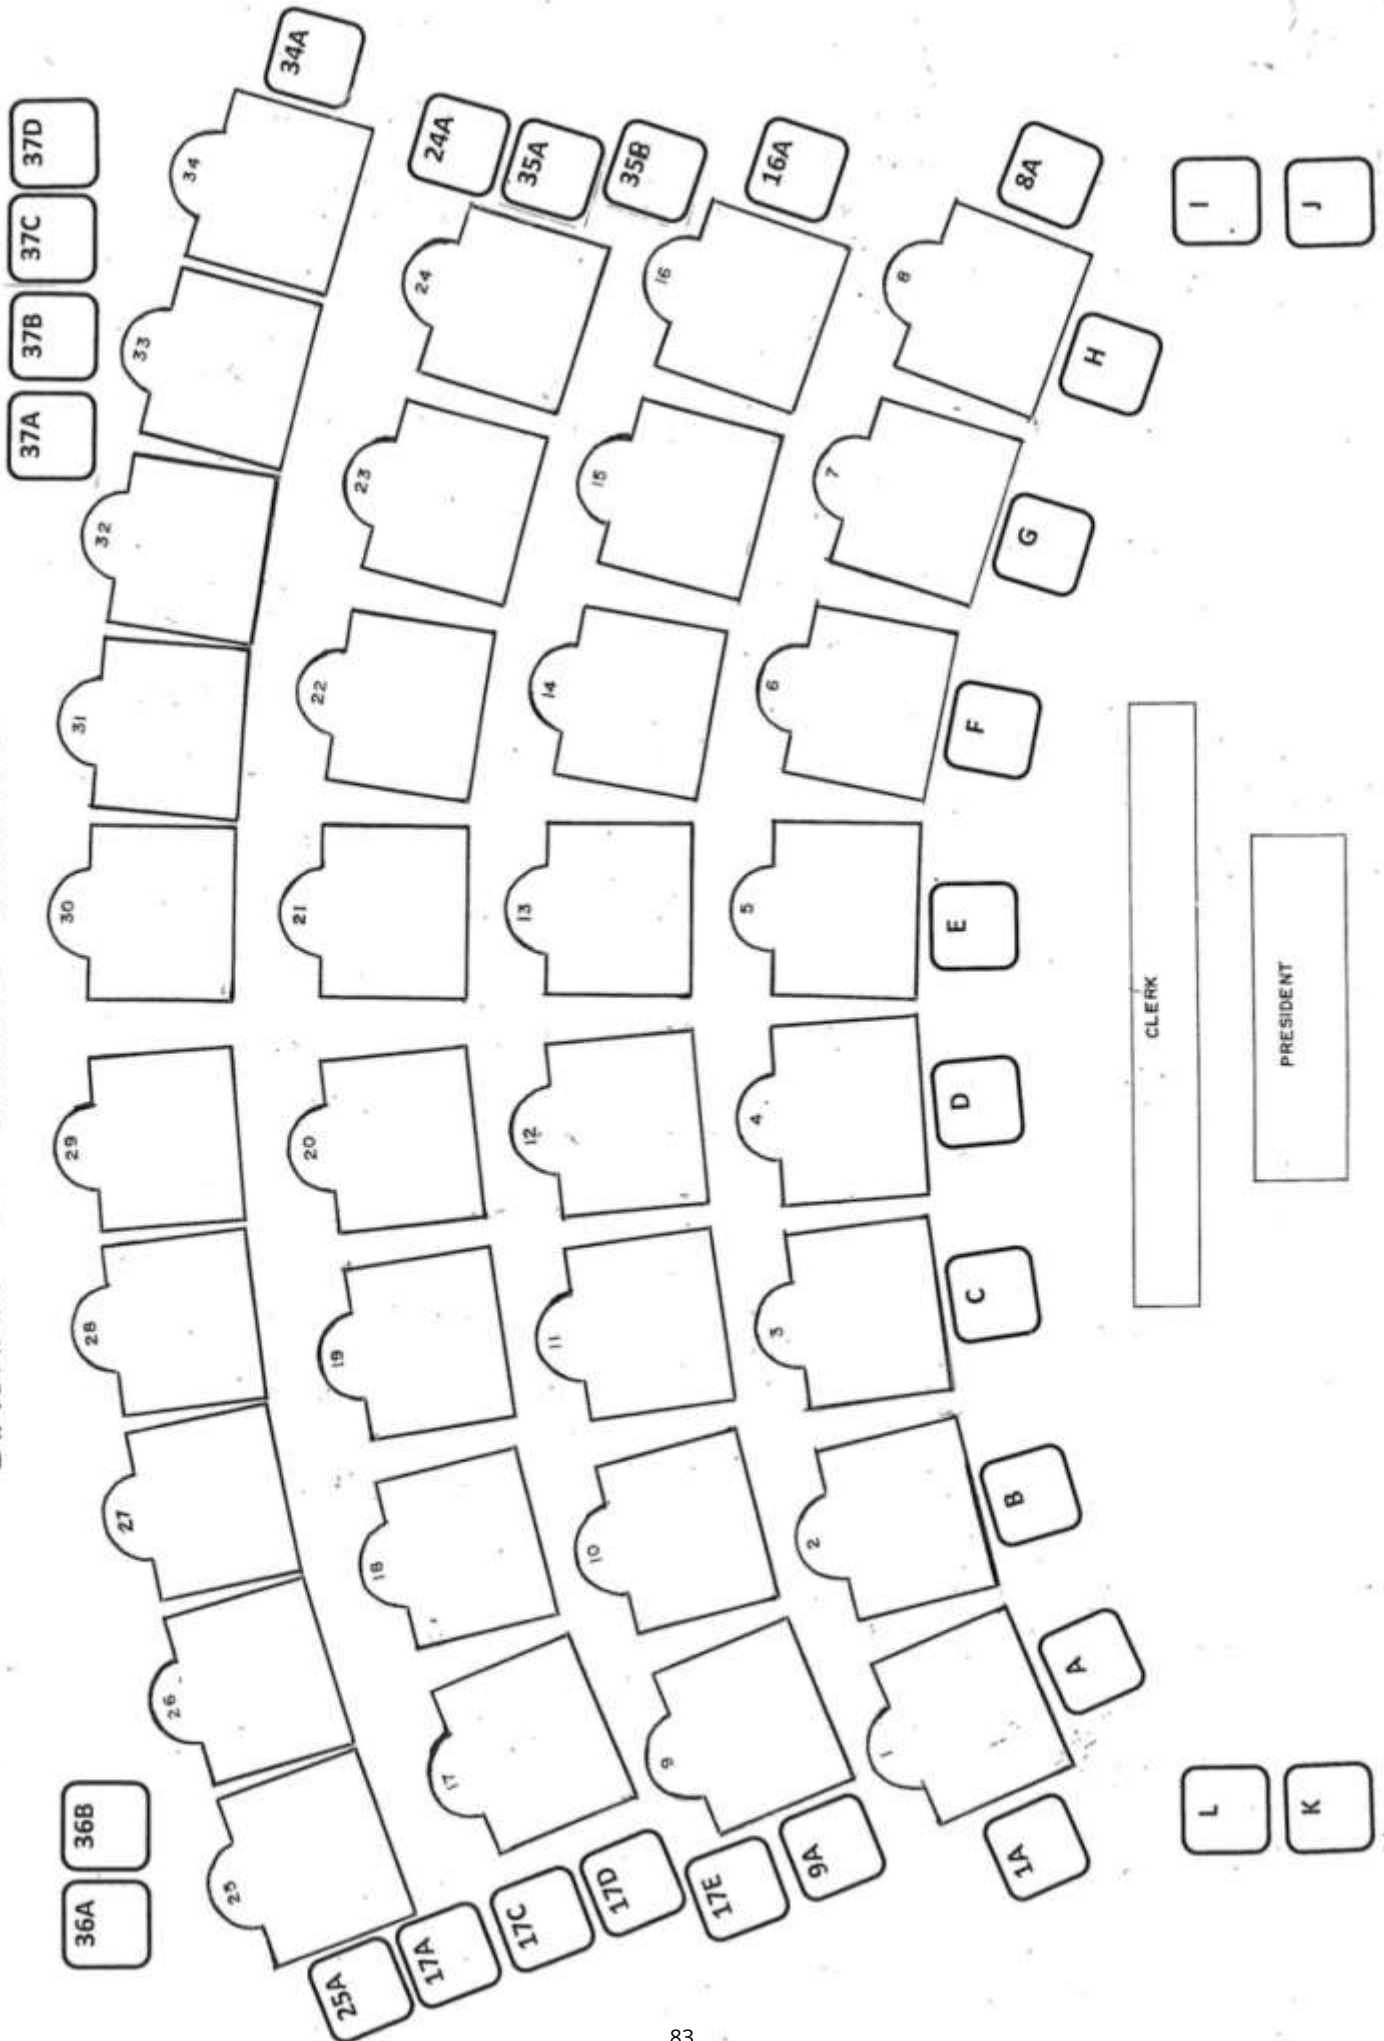 36A 36B 37A 37B 37C 37D
25 26 27 28 29 30 31 32 33 34 34A
25A 17A 17C 17 18 19 20 21 22 23 24 24A 35A
17D 17E 9A 9 10 11 12 13 14 15 16 35B 16A
1A 1 2 3 4 5 6 7 8 8A
A B C D E F G H
L CLERK I
K PRESIDENT J
83